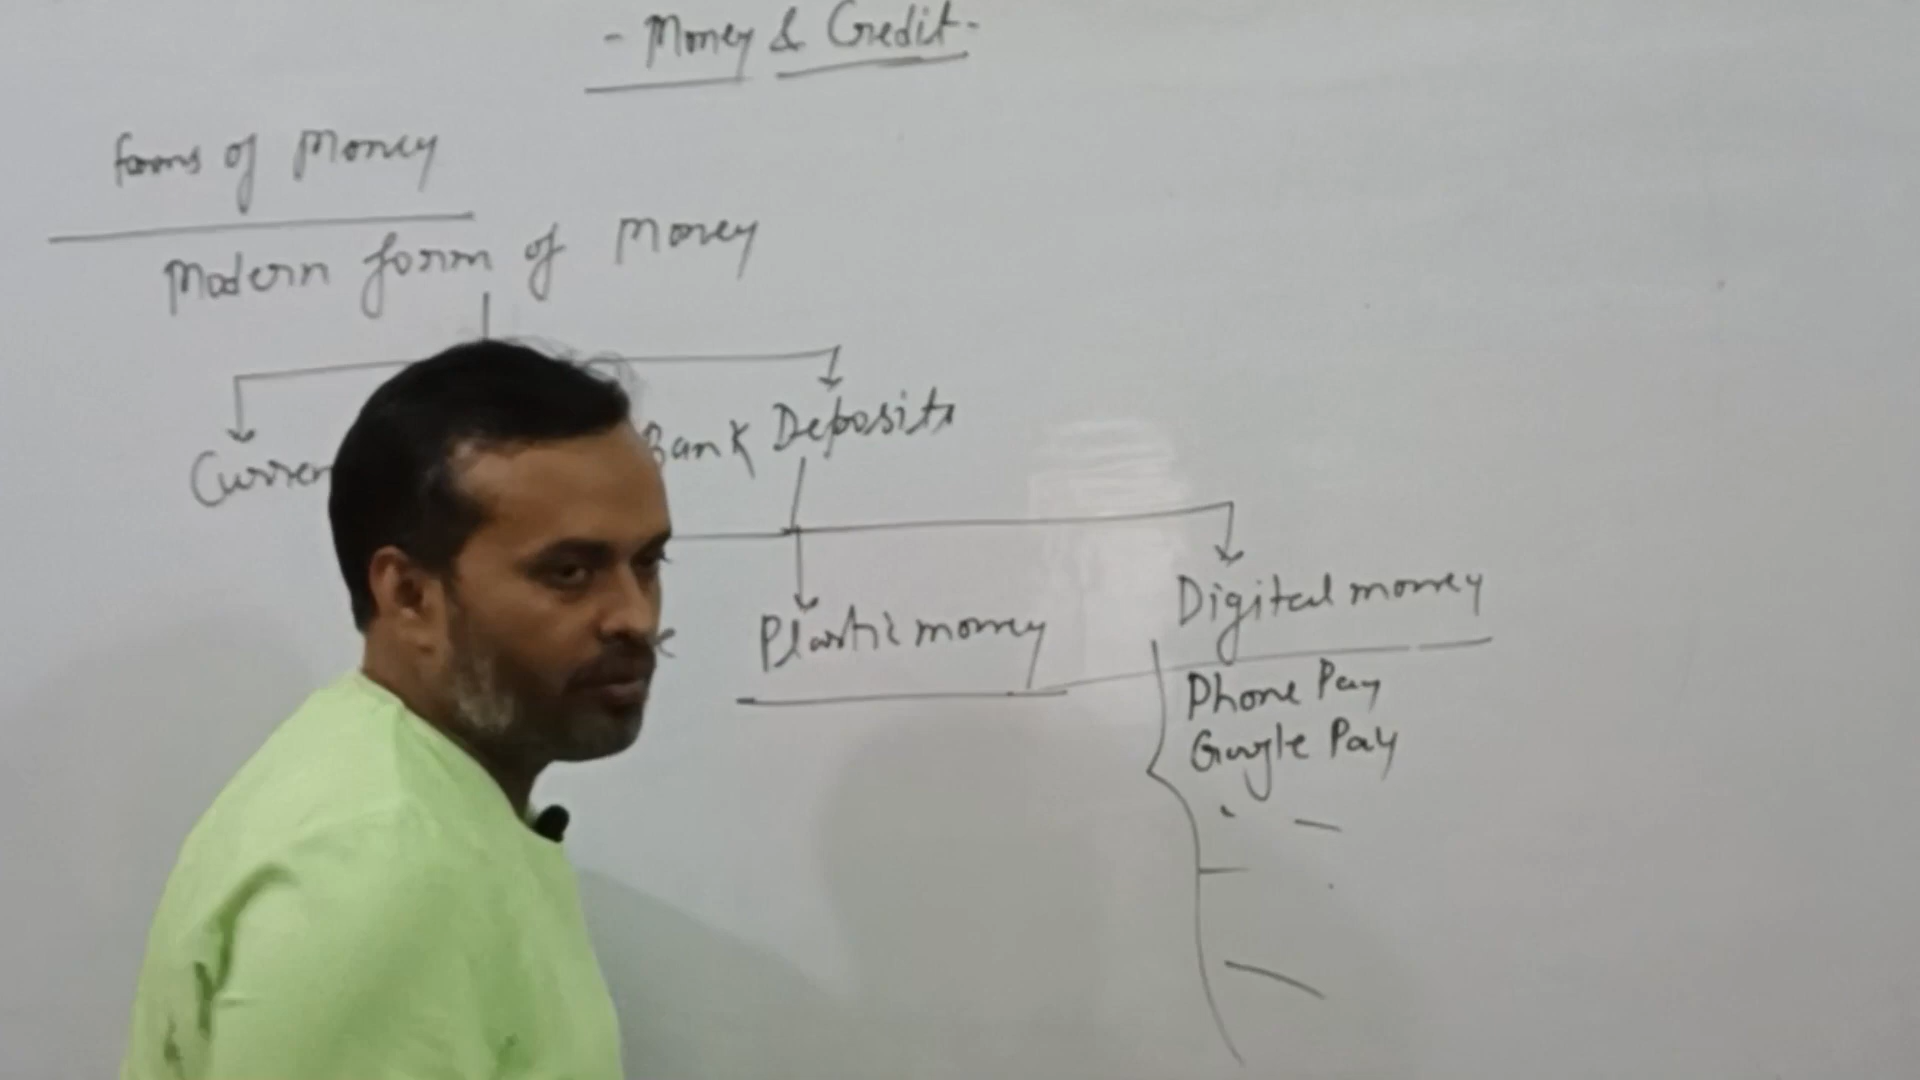 - Money & Credit -
forms of Money
Modern form of Money
Curren
Bank Deposits
Plastic money
Digital money
Phone Pay
Google Pay